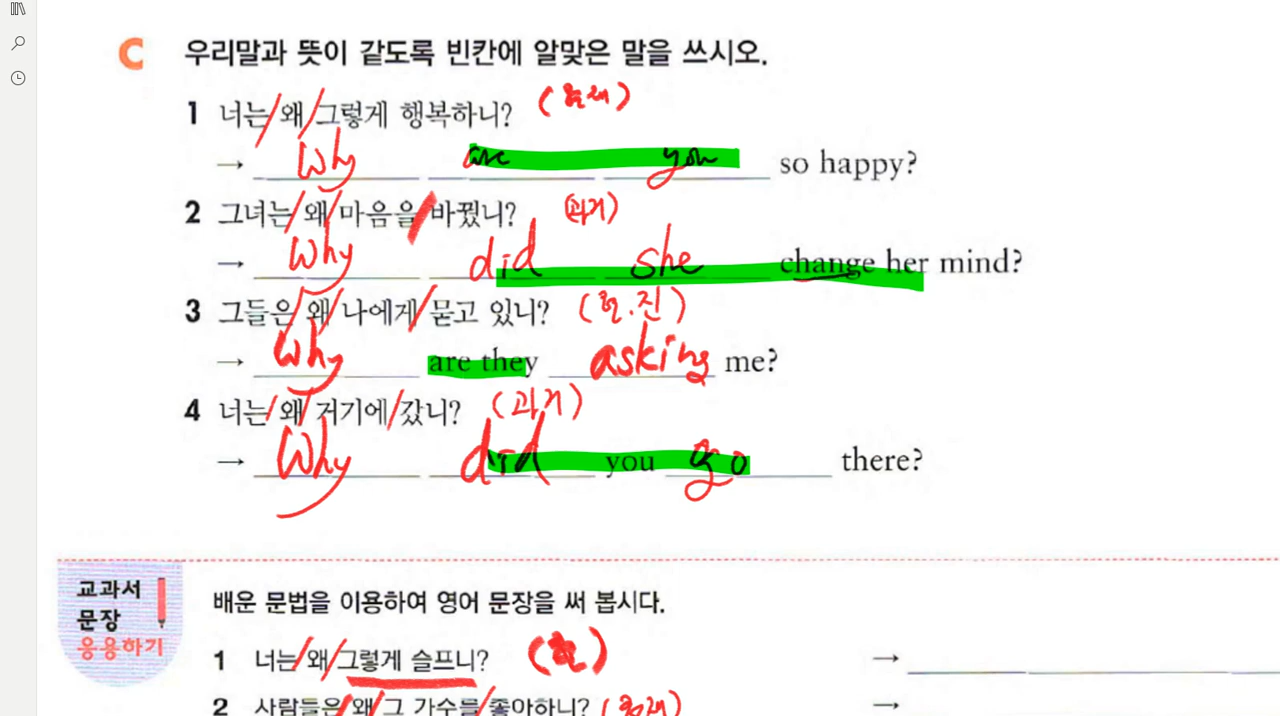 C 우리말과 뜻이 같도록 빈칸에 알맞은 말을 쓰시오.
1 너는/왜/그렇게 행복하니? (현재)
→ Why are you so happy?
2 그녀는/왜/마음을/바꿨니? (과거)
→ Why did she change her mind?
3 그들은/왜/나에게/묻고 있니? (현.진)
→ Why are they asking me?
4 너는/왜/거기에/갔니? (과거)
→ Why did you go there?
교과서
문장
응용하기
배운 문법을 이용하여 영어 문장을 써 봅시다.
1 너는/왜/그렇게 슬프니? (현) →
2 사람들은/왜/그 가수를/좋아하니? (현재) →